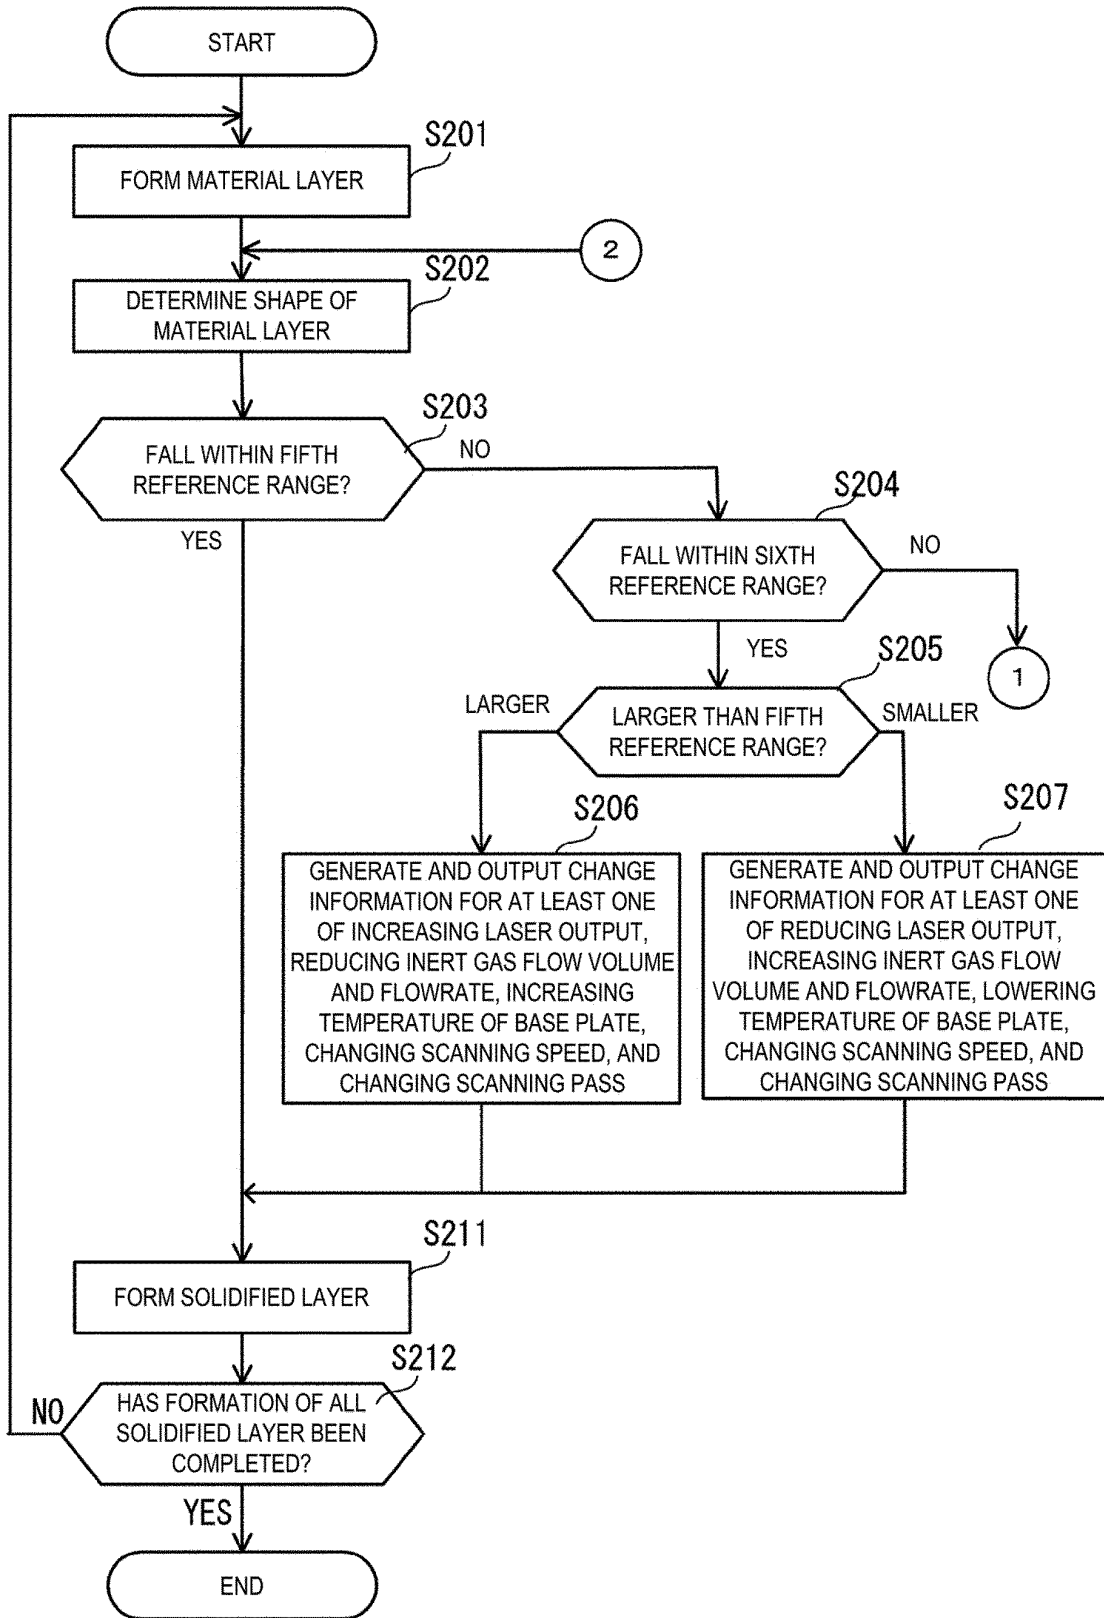 START
S201
FORM MATERIAL LAYER
2
S202
DETERMINE SHAPE OF
MATERIAL LAYER
S203
FALL WITHIN FIFTH
REFERENCE RANGE?
NO
YES
S204
FALL WITHIN SIXTH
REFERENCE RANGE?
NO
YES
1
S205
LARGER
LARGER THAN FIFTH
REFERENCE RANGE?
SMALLER
S206
GENERATE AND OUTPUT CHANGE
INFORMATION FOR AT LEAST ONE
OF INCREASING LASER OUTPUT,
REDUCING INERT GAS FLOW VOLUME
AND FLOWRATE, INCREASING
TEMPERATURE OF BASE PLATE,
CHANGING SCANNING SPEED, AND
CHANGING SCANNING PASS
S207
GENERATE AND OUTPUT CHANGE
INFORMATION FOR AT LEAST ONE
OF REDUCING LASER OUTPUT,
INCREASING INERT GAS FLOW
VOLUME AND FLOWRATE, LOWERING
TEMPERATURE OF BASE PLATE,
CHANGING SCANNING SPEED, AND
CHANGING SCANNING PASS
S211
FORM SOLIDIFIED LAYER
S212
NO
HAS FORMATION OF ALL
SOLIDIFIED LAYER BEEN
COMPLETED?
YES
END